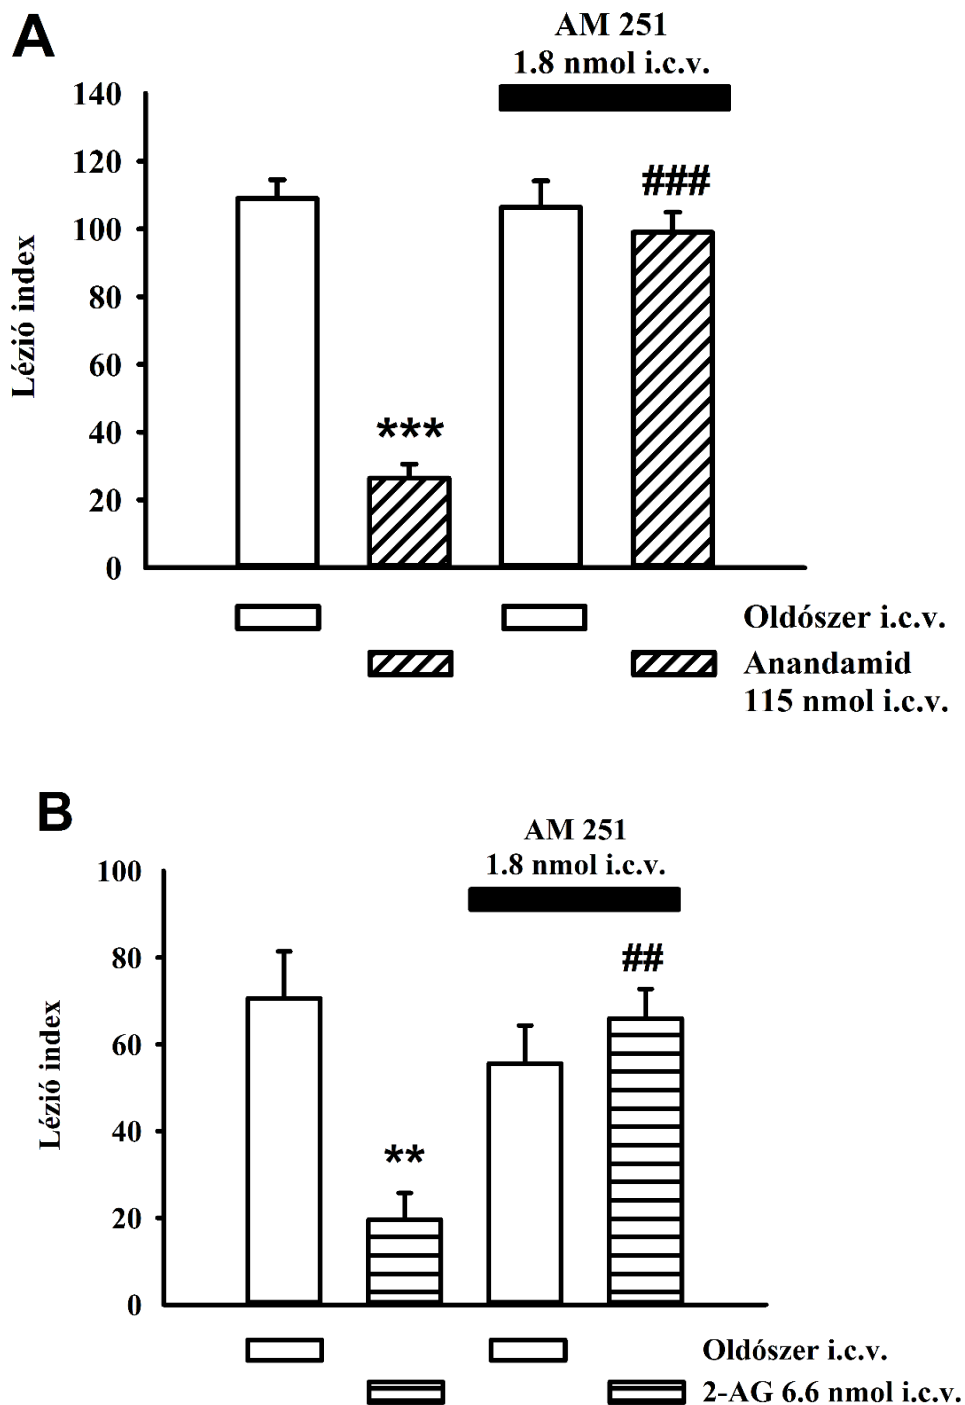 A
AM 251
1.8 nmol i.c.v.
140
120
100
80
60
40
20
0
Lézió index
***
###
Oldószer i.c.v.
Anandamid
115 nmol i.c.v.
B
AM 251
1.8 nmol i.c.v.
100
80
60
40
20
0
Lézió index
**
##
Oldószer i.c.v.
2-AG 6.6 nmol i.c.v.